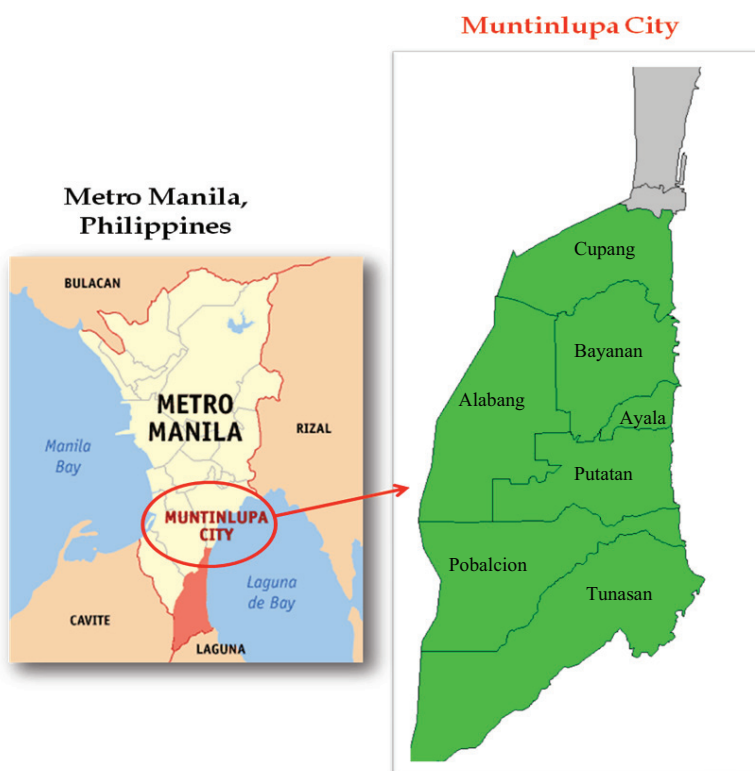 Muntinlupa City
Metro Manila,
Philippines
BULACAN
METRO
MANILA
RIZAL
Manila
Bay
MUNTINLUPA
CITY
Laguna
de Bay
CAVITE
LAGUNA
Cupang
Bayanan
Alabang
Ayala
Putatan
Pobalcion
Tunasan